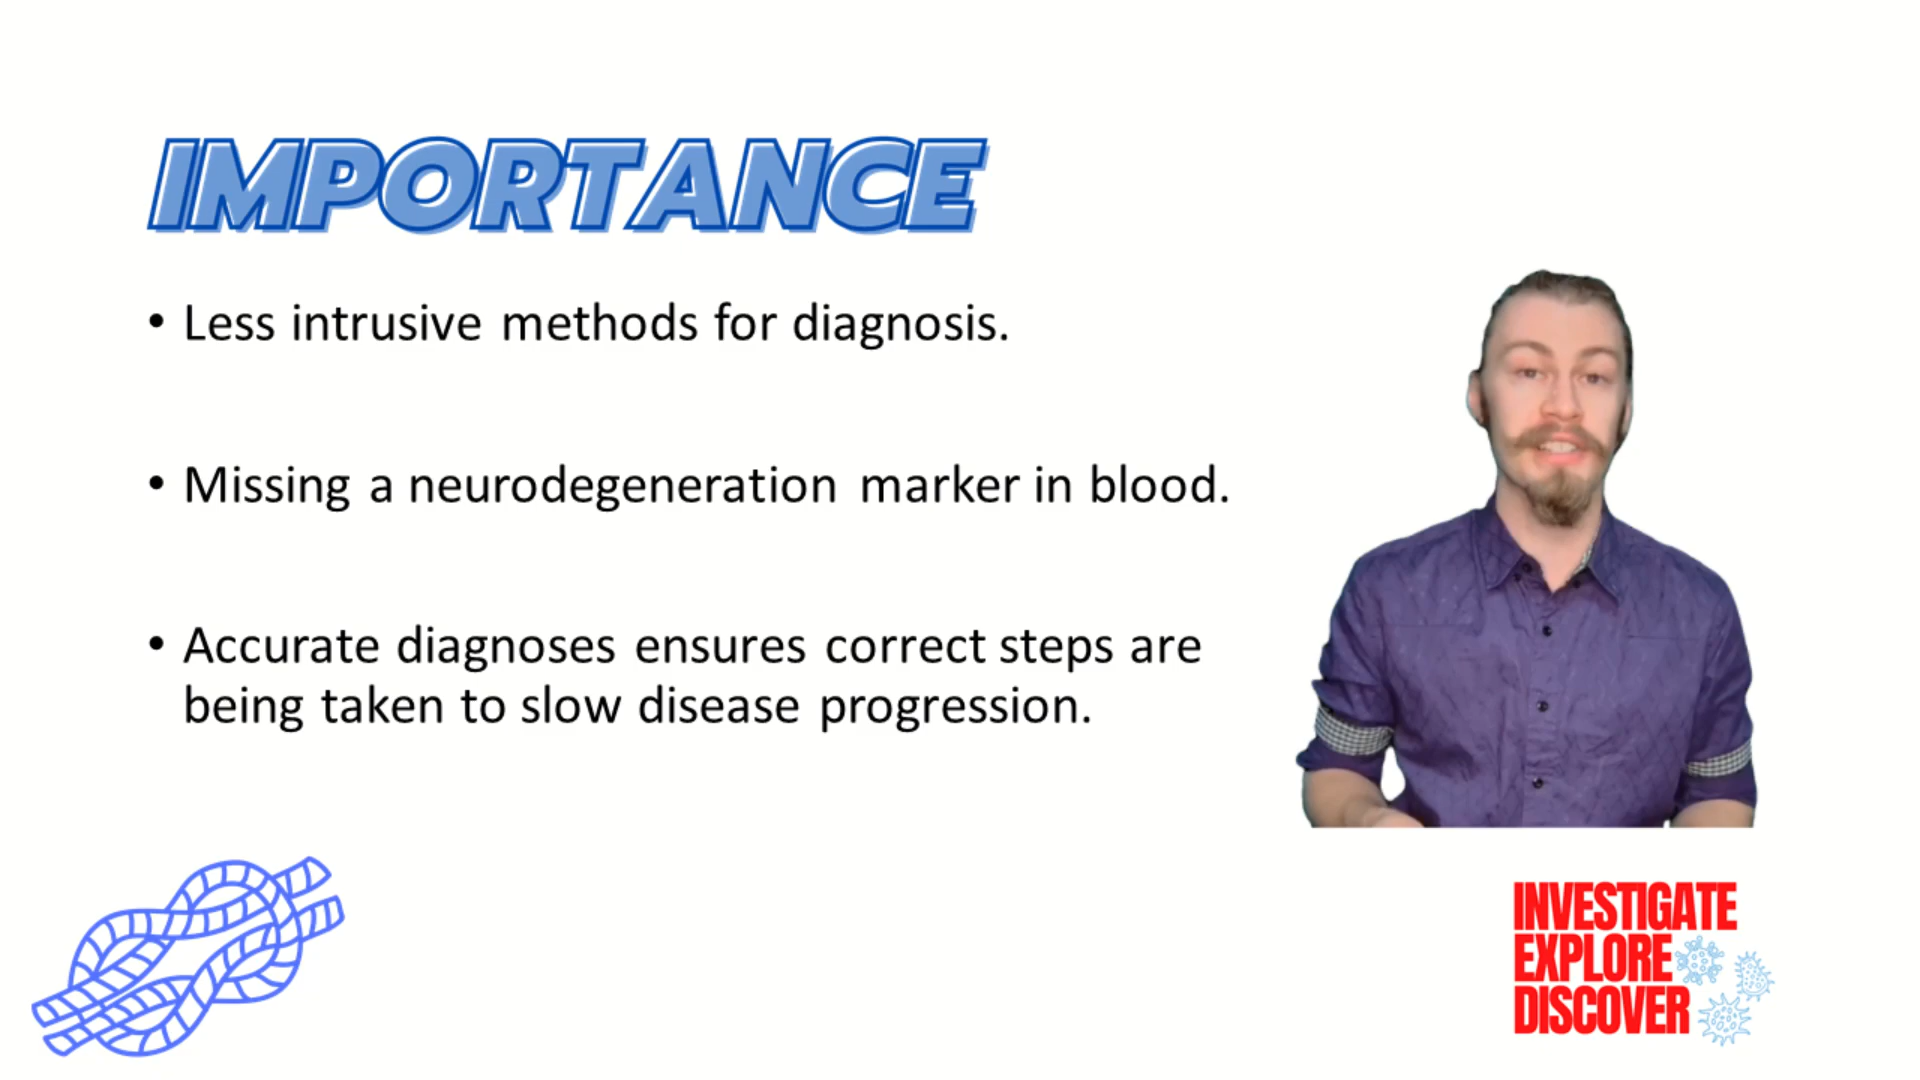 IMPORTANCE
• Less intrusive methods for diagnosis.
• Missing a neurodegeneration marker in blood.
• Accurate diagnoses ensures correct steps are
being taken to slow disease progression.
INVESTIGATE
EXPLORE
DISCOVER